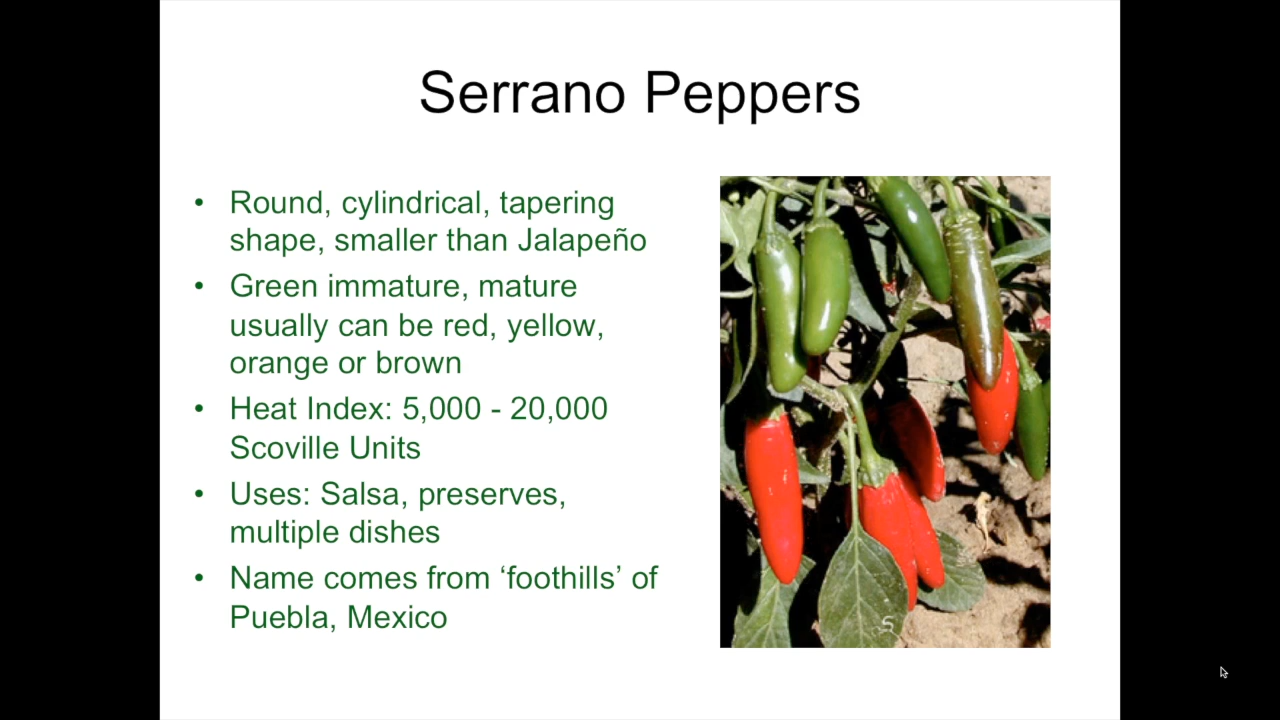 Serrano Peppers
• Round, cylindrical, tapering
shape, smaller than Jalapeño
• Green immature, mature
usually can be red, yellow,
orange or brown
• Heat Index: 5,000 - 20,000
Scoville Units
• Uses: Salsa, preserves,
multiple dishes
• Name comes from ‘foothills’ of
Puebla, Mexico
S